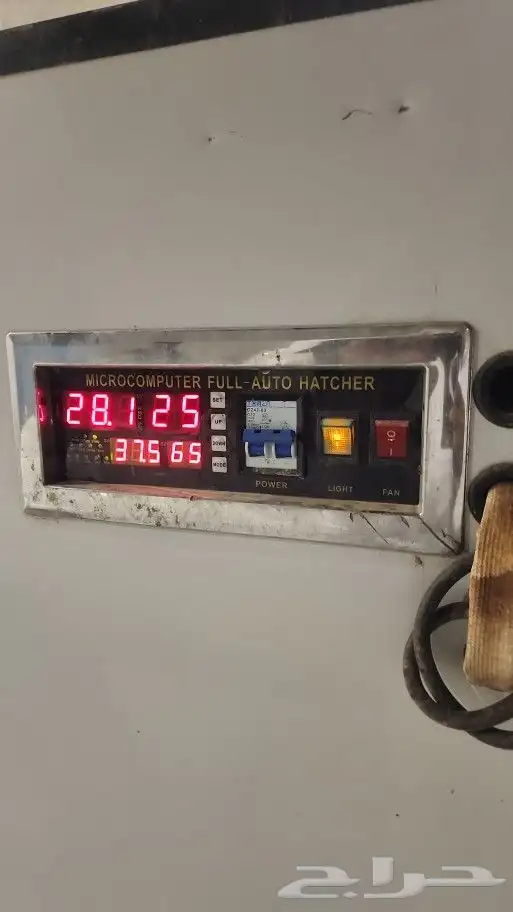 MICROCOMPUTER FULL-AUTO HATCHER
28.1 25
SET
UP
37.5 65
DOWN
MODE
POWER
LIGHT
FAN
حراج